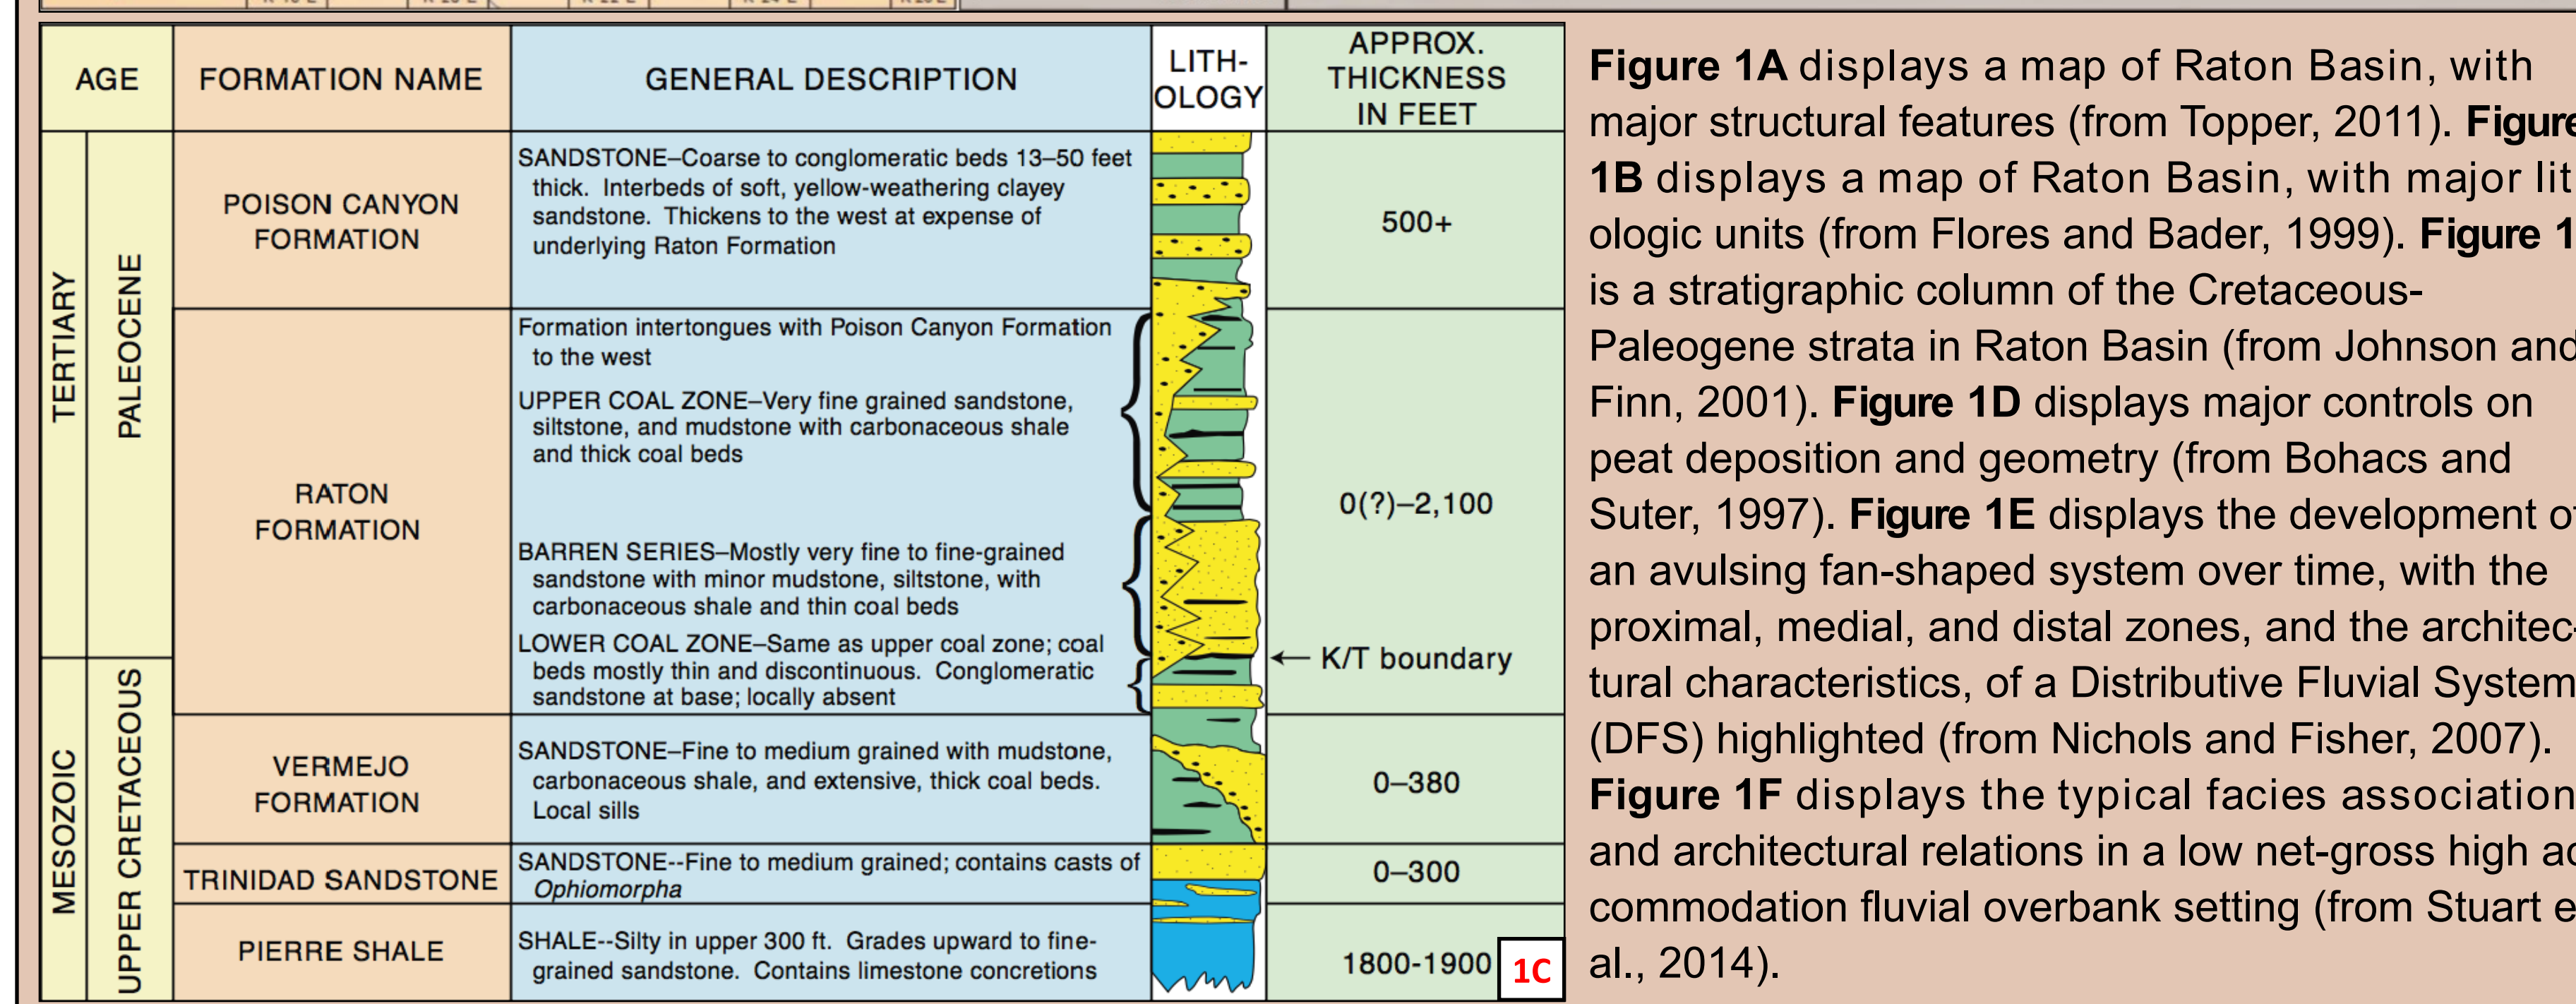 AGE
FORMATION NAME
GENERAL DESCRIPTION
LITH-
OLOGY
APPROX.
THICKNESS
IN FEET
TERTIARY
PALEOCENE
POISON CANYON
FORMATION
SANDSTONE–Coarse to conglomeratic beds 13–50 feet
thick. Interbeds of soft, yellow-weathering clayey
sandstone. Thickens to the west at expense of
underlying Raton Formation
500+
RATON
FORMATION
Formation intertongues with Poison Canyon Formation
to the west
UPPER COAL ZONE–Very fine grained sandstone,
siltstone, and mudstone with carbonaceous shale
and thick coal beds
BARREN SERIES–Mostly very fine to fine-grained
sandstone with minor mudstone, siltstone, with
carbonaceous shale and thin coal beds
LOWER COAL ZONE–Same as upper coal zone; coal
beds mostly thin and discontinuous. Conglomeratic
sandstone at base; locally absent
0(?)–2,100
K/T boundary
MESOZOIC
UPPER CRETACEOUS
VERMEJO
FORMATION
SANDSTONE–Fine to medium grained with mudstone,
carbonaceous shale, and extensive, thick coal beds.
Local sills
0–380
TRINIDAD SANDSTONE
SANDSTONE--Fine to medium grained; contains casts of
Ophiomorpha
0–300
PIERRE SHALE
SHALE--Silty in upper 300 ft. Grades upward to fine-
grained sandstone. Contains limestone concretions
1800-1900
1C
Figure 1A displays a map of Raton Basin, with
major structural features (from Topper, 2011). Figure
1B displays a map of Raton Basin, with major lit
ologic units (from Flores and Bader, 1999). Figure 1
is a stratigraphic column of the Cretaceous-
Paleogene strata in Raton Basin (from Johnson and
Finn, 2001). Figure 1D displays major controls on
peat deposition and geometry (from Bohacs and
Suter, 1997). Figure 1E displays the development of
an avulsing fan-shaped system over time, with the
proximal, medial, and distal zones, and the architec-
tural characteristics, of a Distributive Fluvial System
(DFS) highlighted (from Nichols and Fisher, 2007).
Figure 1F displays the typical facies association
and architectural relations in a low net-gross high ac
commodation fluvial overbank setting (from Stuart e
al., 2014).